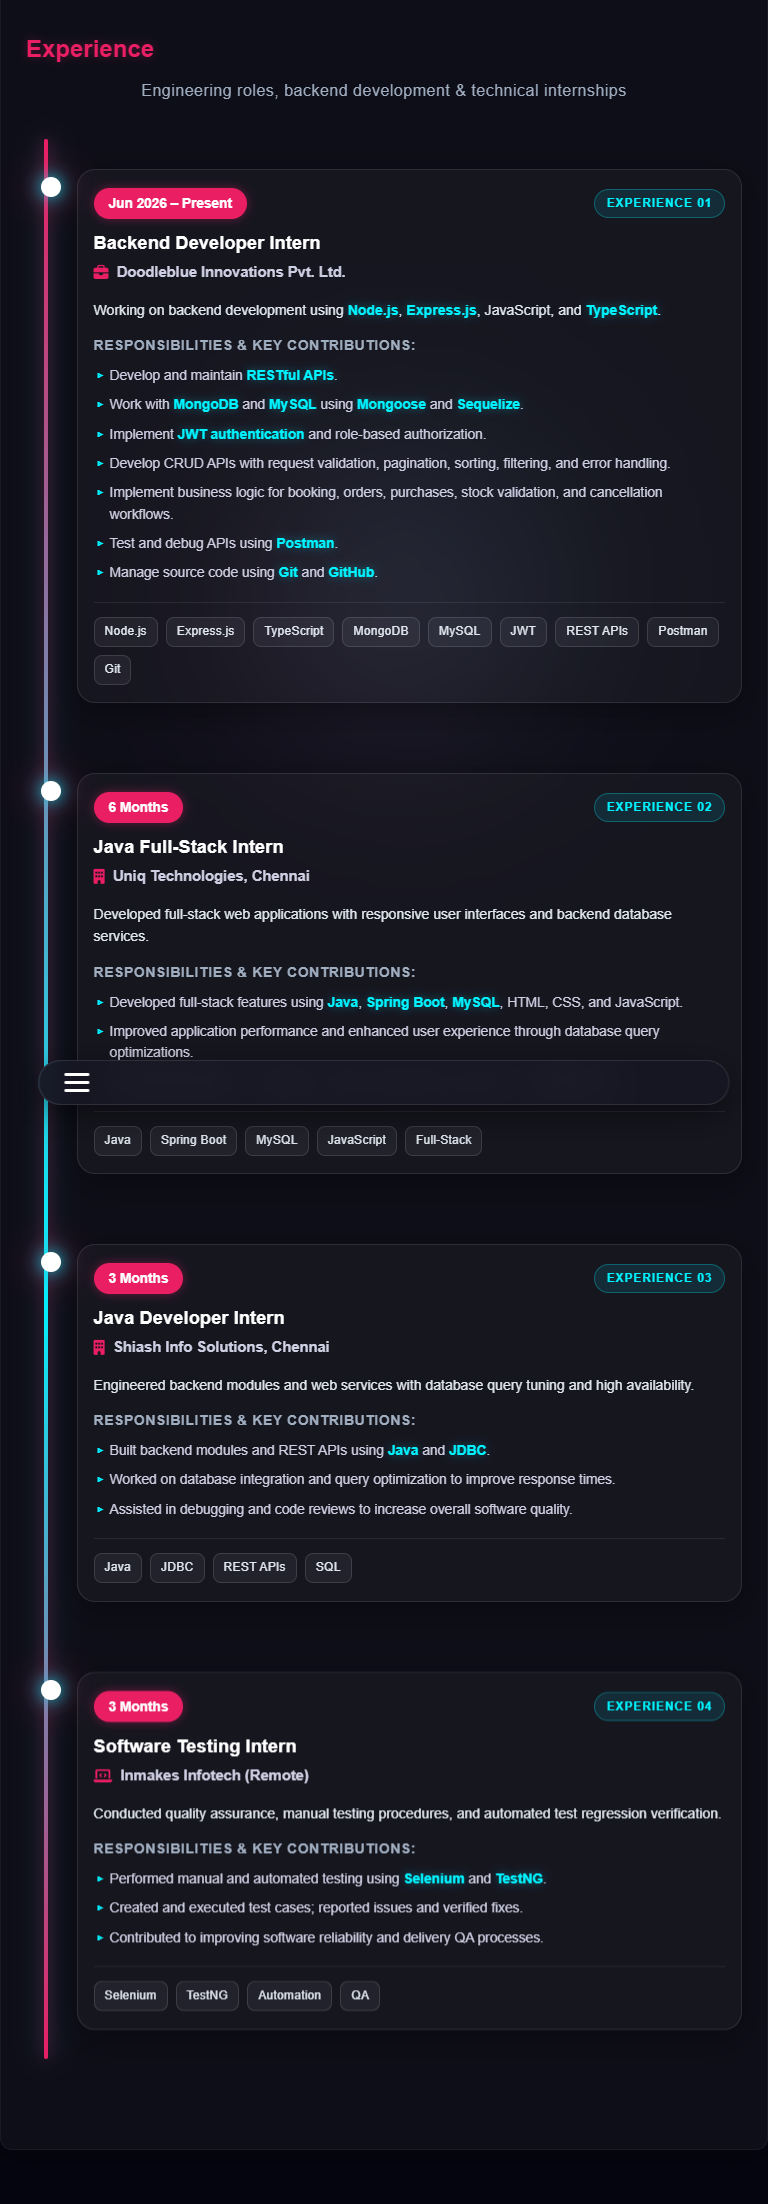 Experience
Engineering roles, backend development & technical internships
Jun 2026 – Present
EXPERIENCE 01
Backend Developer Intern
Doodleblue Innovations Pvt. Ltd.
Working on backend development using Node.js, Express.js, JavaScript, and TypeScript.
RESPONSIBILITIES & KEY CONTRIBUTIONS:
Develop and maintain RESTful APIs.
Work with MongoDB and MySQL using Mongoose and Sequelize.
Implement JWT authentication and role-based authorization.
Develop CRUD APIs with request validation, pagination, sorting, filtering, and error handling.
Implement business logic for booking, orders, purchases, stock validation, and cancellation
workflows.
Test and debug APIs using Postman.
Manage source code using Git and GitHub.
Node.js Express.js TypeScript MongoDB MySQL JWT REST APIs Postman
Git
6 Months
EXPERIENCE 02
Java Full-Stack Intern
Uniq Technologies, Chennai
Developed full-stack web applications with responsive user interfaces and backend database
services.
RESPONSIBILITIES & KEY CONTRIBUTIONS:
Developed full-stack features using Java, Spring Boot, MySQL, HTML, CSS, and JavaScript.
Improved application performance and enhanced user experience through database query
optimizations.
Java Spring Boot MySQL JavaScript Full-Stack
3 Months
EXPERIENCE 03
Java Developer Intern
Shiash Info Solutions, Chennai
Engineered backend modules and web services with database query tuning and high availability.
RESPONSIBILITIES & KEY CONTRIBUTIONS:
Built backend modules and REST APIs using Java and JDBC.
Worked on database integration and query optimization to improve response times.
Assisted in debugging and code reviews to increase overall software quality.
Java JDBC REST APIs SQL
3 Months
EXPERIENCE 04
Software Testing Intern
Inmakes Infotech (Remote)
Conducted quality assurance, manual testing procedures, and automated test regression verification.
RESPONSIBILITIES & KEY CONTRIBUTIONS:
Performed manual and automated testing using Selenium and TestNG.
Created and executed test cases; reported issues and verified fixes.
Contributed to improving software reliability and delivery QA processes.
Selenium TestNG Automation QA